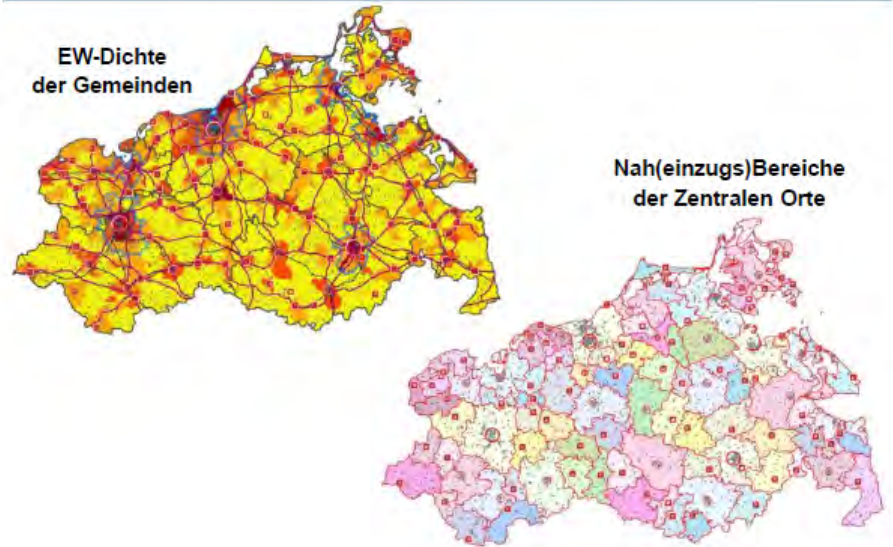 EW-Dichte
der Gemeinden
Nah(einzugs)Bereiche
der Zentralen Orte